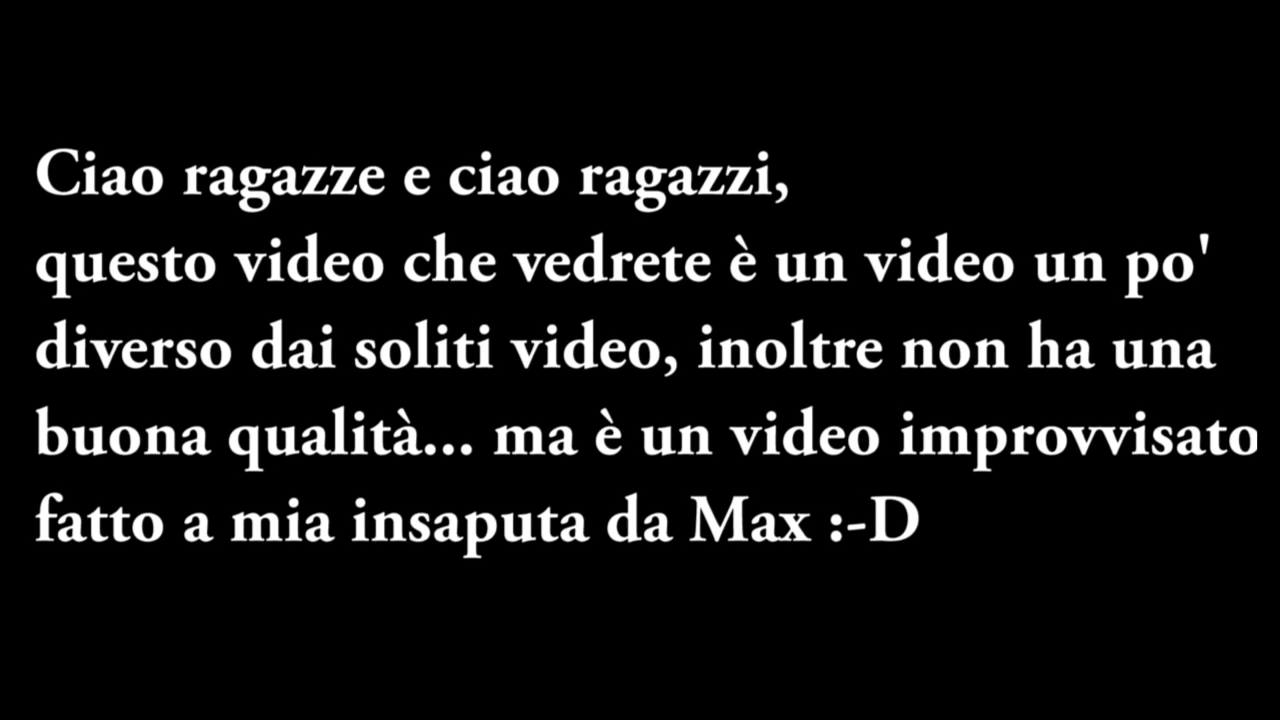 Ciao ragazze e ciao ragazzi,
questo video che vedrete è un video un po'
diverso dai soliti video, inoltre non ha una
buona qualità... ma è un video improvvisato
fatto a mia insaputa da Max :-D